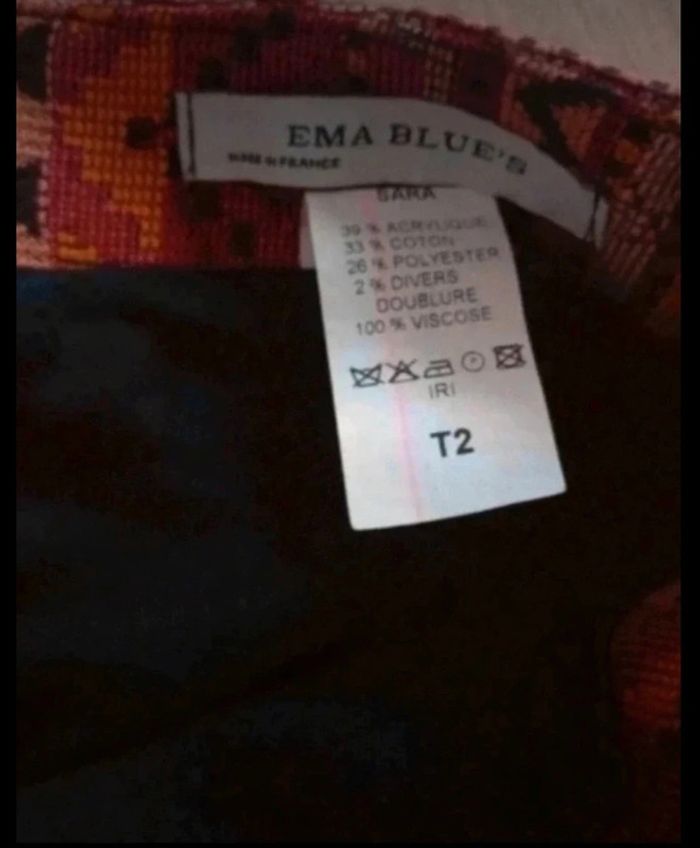 EMA BLUE'S
MADE IN FRANCE
SARA
39 % ACRYLIQUE
33 % COTON
26 % POLYESTER
2 % DIVERS
DOUBLURE
100 % VISCOSE
IRI
T2